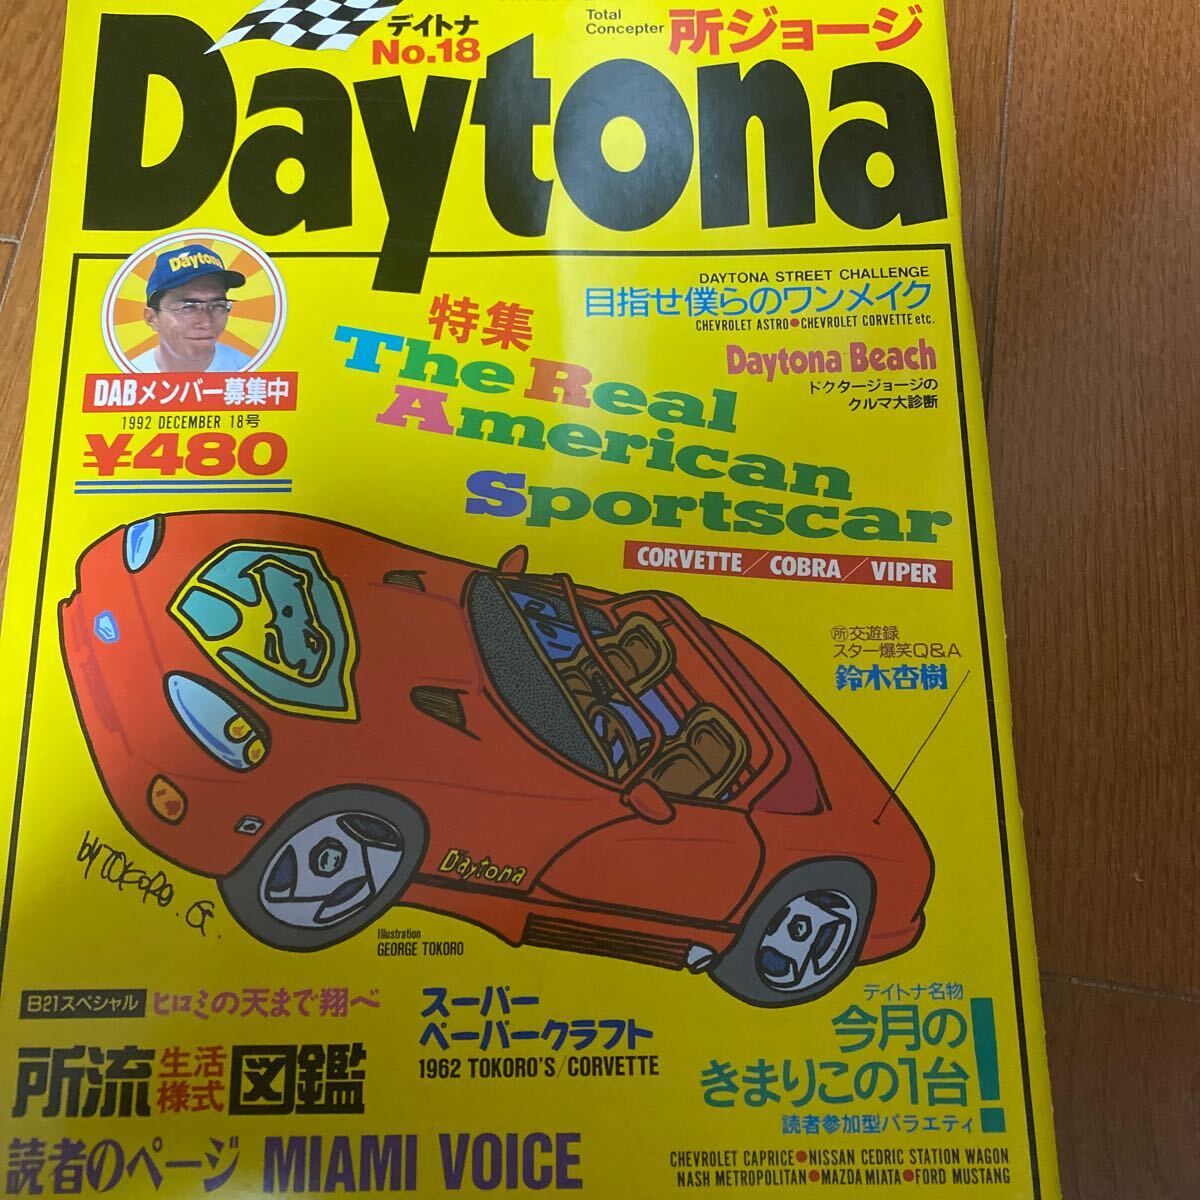 デイトナ
No.18
Total
Concepter
所ジョージ
Daytona
Daytona
DABメンバー募集中
1992 DECEMBER 18号
¥480
特集
The Real
American
Sportscar
CORVETTE/COBRA/VIPER
DAYTONA STREET CHALLENGE
目指せ僕らのワンメイク
CHEVROLET ASTRO●CHEVROLET CORVETTE etc.
Daytona Beach
ドクタージョージの
クルマ大診断
㊟交遊録
スター爆笑Q&A
鈴木杏樹
Daytona
by TOKORO.G.
Illustration
GEORGE TOKORO
B21スペシャル
ヒロミの天まで翔べ
所流生活様式図鑑
読者のページ MIAMI VOICE
スーパー
ペーパークラフト
1962 TOKORO'S/CORVETTE
デイトナ名物
今月の
きまりこの1台!
読者参加型バラエティ
CHEVROLET CAPRICE●NISSAN CEDRIC STATION WAGON
NASH METROPOLITAN●MAZDA MIATA●FORD MUSTANG